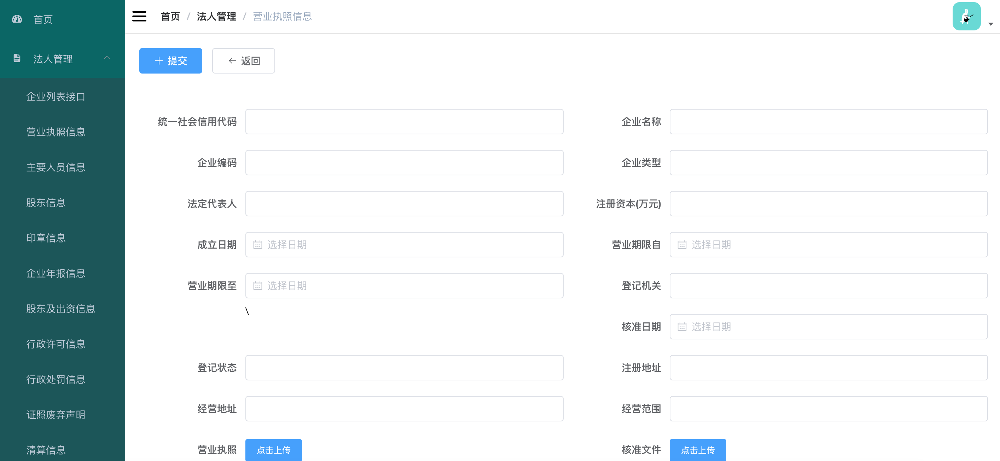 首页
法人管理
企业列表接口
营业执照信息
主要人员信息
股东信息
印章信息
企业年报信息
股东及出资信息
行政许可信息
行政处罚信息
证照废弃声明
清算信息
首页 / 法人管理 / 营业执照信息
提交 返回
统一社会信用代码 企业名称
企业编码 企业类型
法定代表人 注册资本(万元)
成立日期 选择日期 营业期限自 选择日期
营业期限至 选择日期 登记机关
\
核准日期 选择日期
登记状态 注册地址
经营地址 经营范围
营业执照 点击上传 核准文件 点击上传